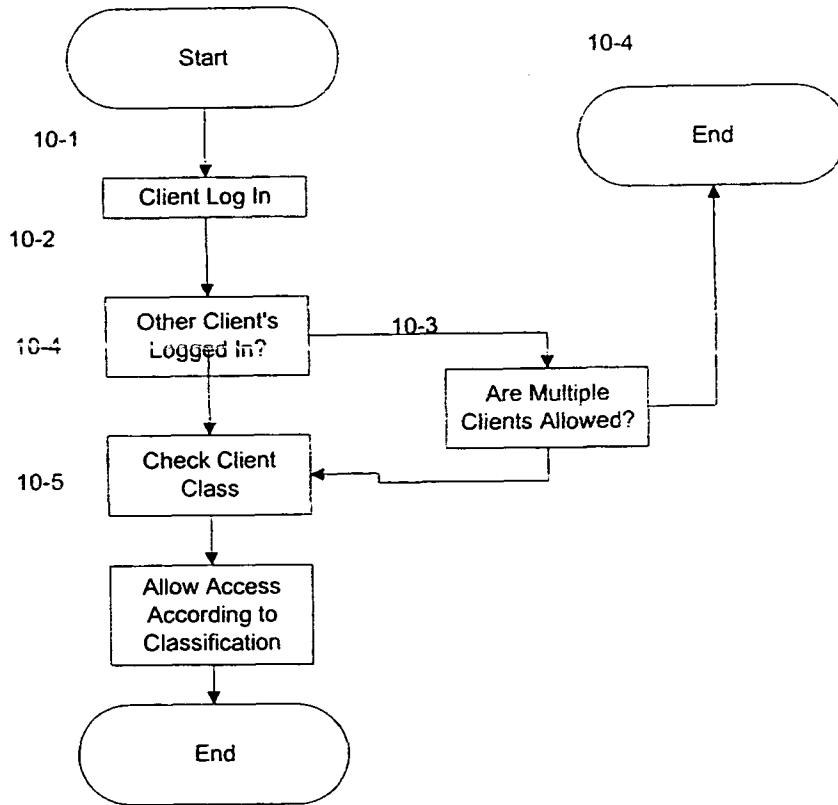 Start
10-4
End
10-1
Client Log In
10-2
Other Client's
Logged In?
10-3
10-4
Are Multiple
Clients Allowed?
Check Client
Class
10-5
Allow Access
According to
Classification
End